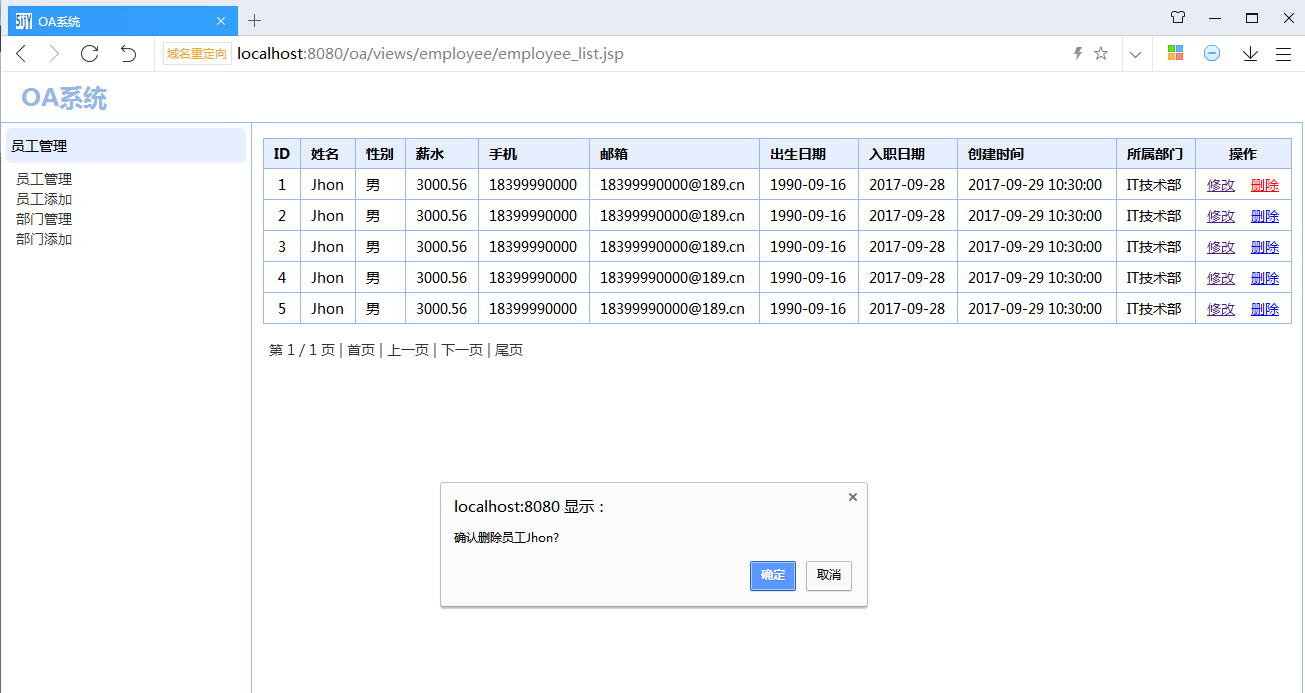 OA系统
域名重定向 localhost:8080/oa/views/employee/employee_list.jsp
OA系统
员工管理
员工管理
员工添加
部门管理
部门添加
ID 姓名 性别 薪水 手机 邮箱 出生日期 入职日期 创建时间 所属部门 操作
1 Jhon 男 3000.56 18399990000 18399990000@189.cn 1990-09-16 2017-09-28 2017-09-29 10:30:00 IT技术部 修改 删除
2 Jhon 男 3000.56 18399990000 18399990000@189.cn 1990-09-16 2017-09-28 2017-09-29 10:30:00 IT技术部 修改 删除
3 Jhon 男 3000.56 18399990000 18399990000@189.cn 1990-09-16 2017-09-28 2017-09-29 10:30:00 IT技术部 修改 删除
4 Jhon 男 3000.56 18399990000 18399990000@189.cn 1990-09-16 2017-09-28 2017-09-29 10:30:00 IT技术部 修改 删除
5 Jhon 男 3000.56 18399990000 18399990000@189.cn 1990-09-16 2017-09-28 2017-09-29 10:30:00 IT技术部 修改 删除
第 1 / 1 页 | 首页 | 上一页 | 下一页 | 尾页
localhost:8080 显示：
确认删除员工Jhon?
确定 取消